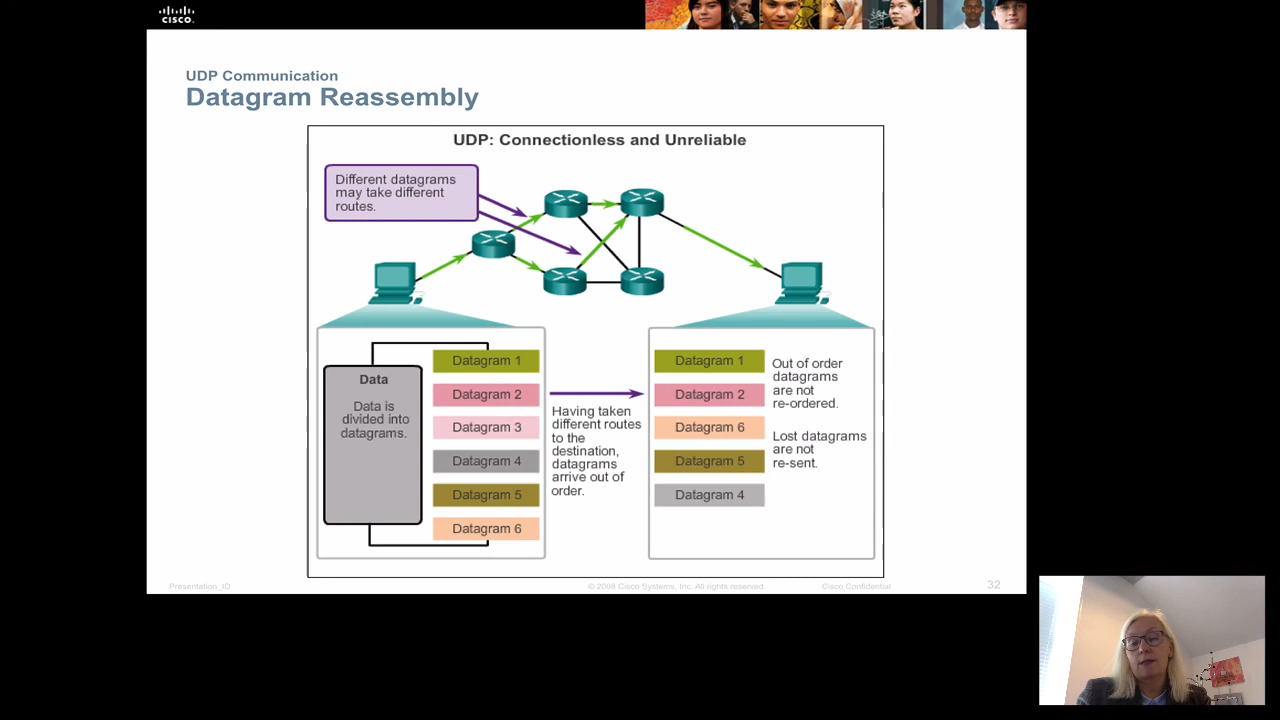 CISCO.
UDP Communication
Datagram Reassembly
UDP: Connectionless and Unreliable
Different datagrams
may take different
routes.
Data
Data is
divided into
datagrams.
Datagram 1
Datagram 2
Datagram 3
Datagram 4
Datagram 5
Datagram 6
Having taken
different routes
to the
destination,
datagrams
arrive out of
order.
Datagram 1
Datagram 2
Datagram 6
Datagram 5
Datagram 4
Out of order
datagrams
are not
re-ordered.
Lost datagrams
are not
re-sent.
Presentation_ID
© 2008 Cisco Systems, Inc. All rights reserved.
Cisco Confidential
32